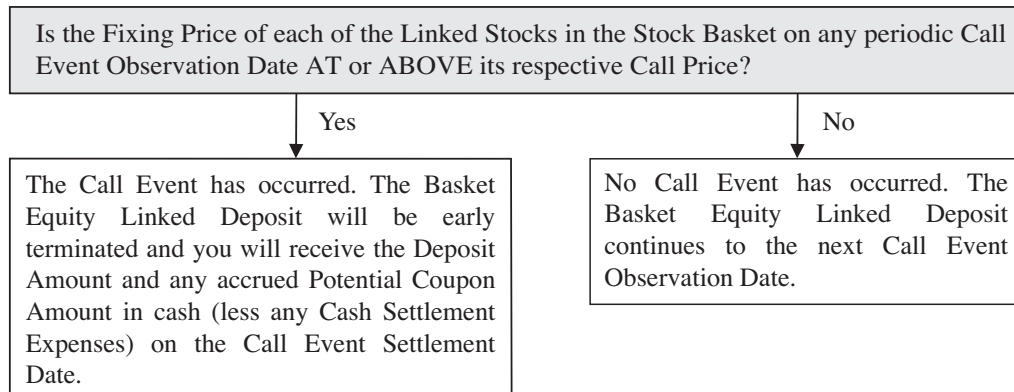 Is the Fixing Price of each of the Linked Stocks in the Stock Basket on any periodic Call
Event Observation Date AT or ABOVE its respective Call Price?
Yes
No
The Call Event has occurred. The Basket
Equity Linked Deposit will be early
terminated and you will receive the Deposit
Amount and any accrued Potential Coupon
Amount in cash (less any Cash Settlement
Expenses) on the Call Event Settlement
Date.
No Call Event has occurred. The
Basket Equity Linked Deposit
continues to the next Call Event
Observation Date.